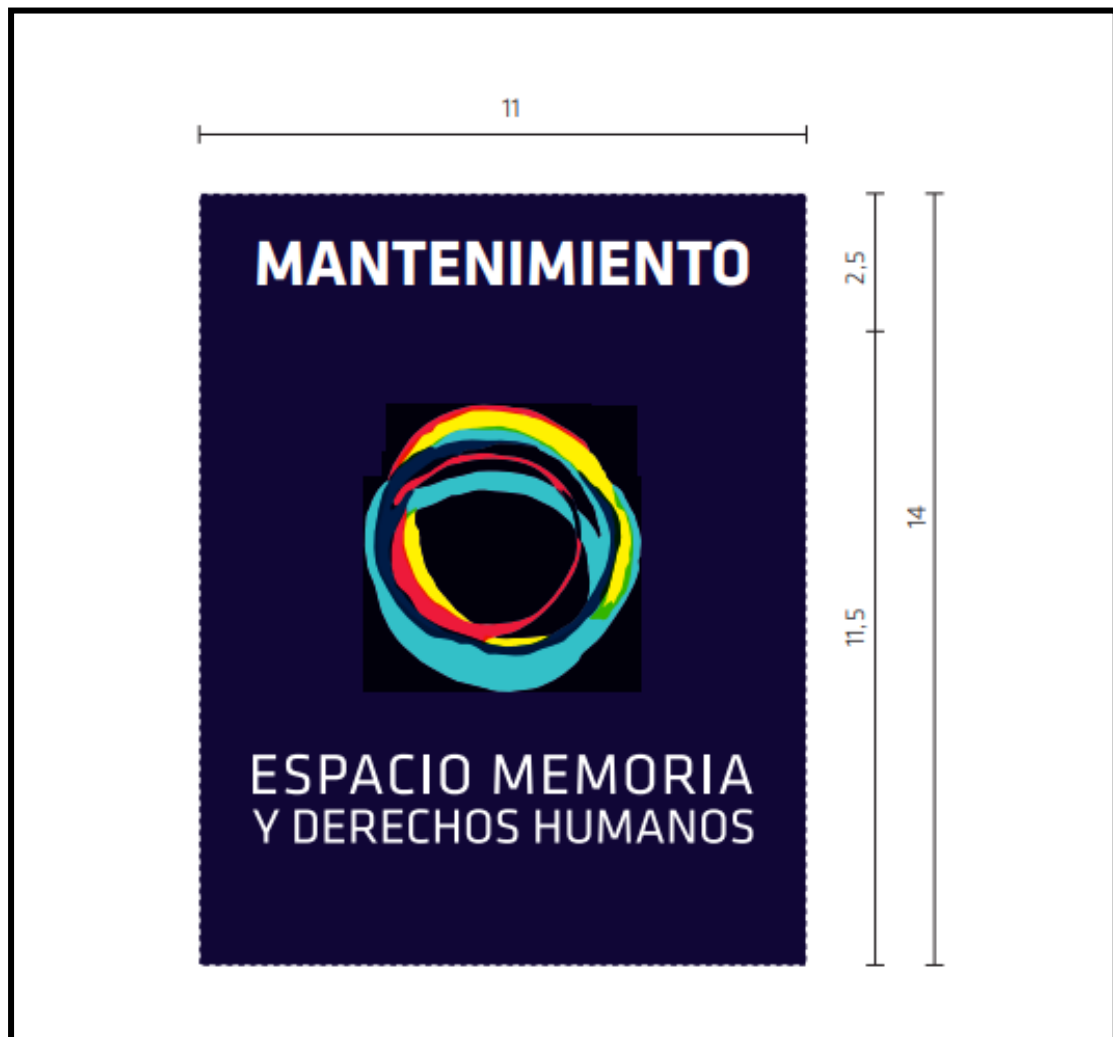 11
MANTENIMIENTO
2,5
14
11,5
ESPACIO MEMORIA
Y DERECHOS HUMANOS